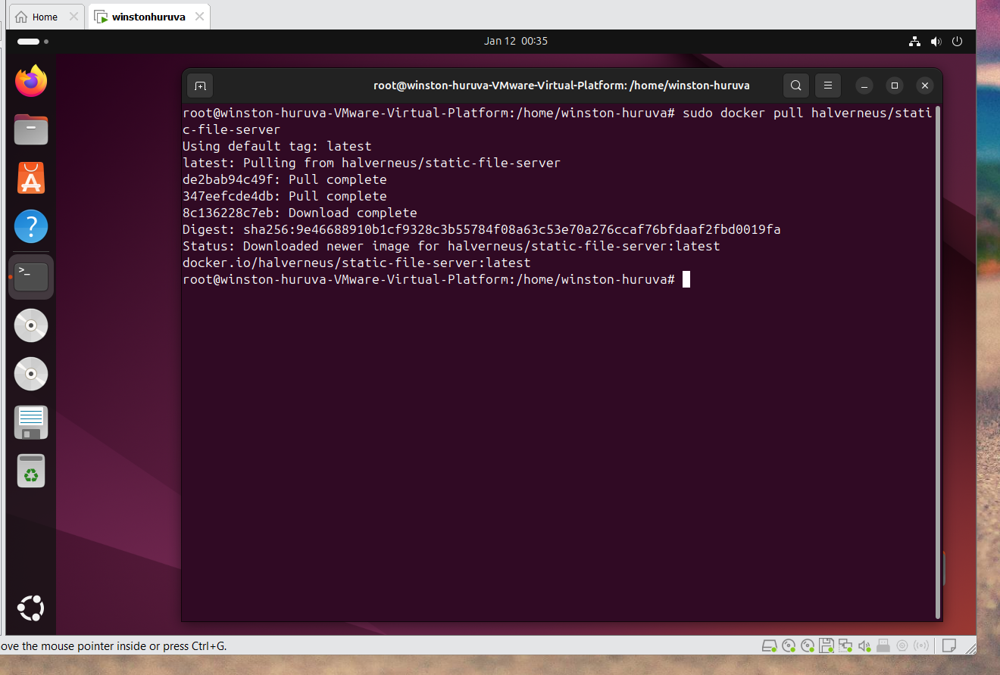 Home
winstonhuruva
Jan 12 00:35
root@winston-huruva-VMware-Virtual-Platform: /home/winston-huruva
root@winston-huruva-VMware-Virtual-Platform:/home/winston-huruva# sudo docker pull halverneus/stati
c-file-server
Using default tag: latest
latest: Pulling from halverneus/static-file-server
de2bab94c49f: Pull complete
347eefcde4db: Pull complete
8c136228c7eb: Download complete
Digest: sha256:9e46688910b1cf9328c3b55784f08a63c53e70a276ccaf76bfdaaf2fbd0019fa
Status: Downloaded newer image for halverneus/static-file-server:latest
docker.io/halverneus/static-file-server:latest
root@winston-huruva-VMware-Virtual-Platform:/home/winston-huruva#
ove the mouse pointer inside or press Ctrl+G.